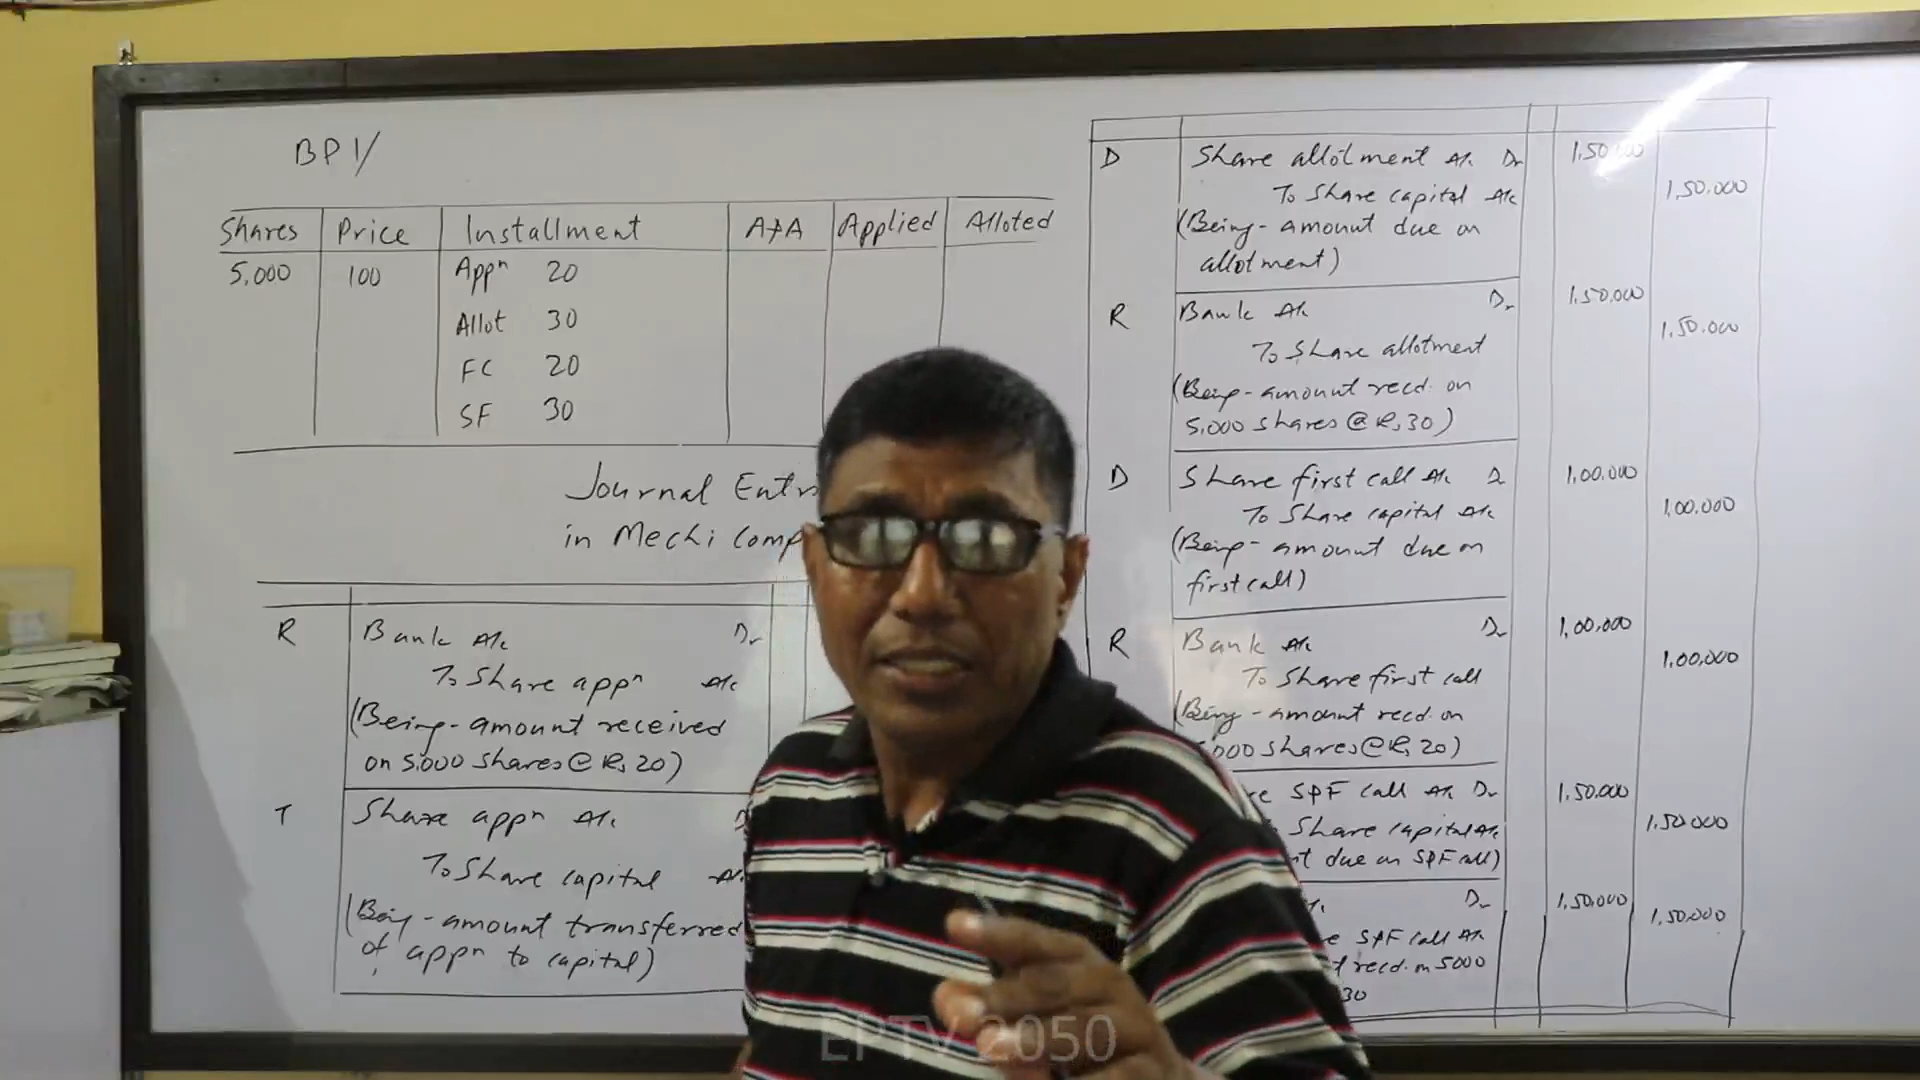 BP 1/
Shares Price Installment A+A Applied Alloted
5,000 100 Appⁿ 20
Allot 30
FC 20
SF 30
Journal Entr
in Mechi Comp
R Bank A/c Dr
To Share appⁿ A/c
(Being - amount received
on 5,000 shares @ Rs 20)
T Share appⁿ A/c
To Share capital A/c
(Being - amount transferred
of appⁿ to capital)
D Share allotment A/c Dr 1,50,000
To Share capital A/c 1,50,000
(Being - amount due on
allotment)
R Bank A/c Dr 1,50,000
To Share allotment 1,50,000
(Being - amount recd. on
5,000 shares @ Rs 30)
D Share first call A/c Dr 1,00,000
To Share capital A/c 1,00,000
(Being - amount due on
first call)
R Bank A/c Dr 1,00,000
To Share first call 1,00,000
(Being - amount recd. on
5,000 shares @ Rs 20)
SPF call A/c Dr 1,50,000
Share capital A/c 1,50,000
due on SPF call)
Dr 1,50,000
SPF call A/c 1,50,000
recd. on 5000
30
EPTV 2050